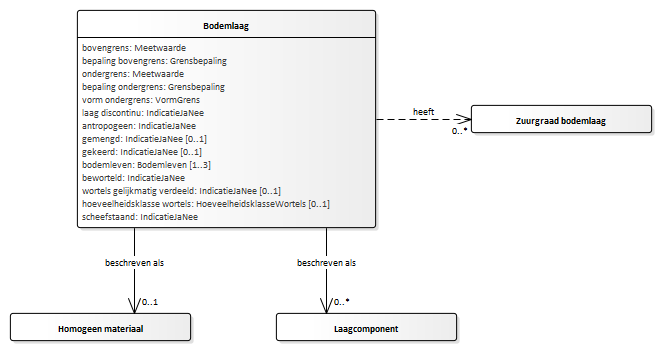 Bodemlaag
bovengrens: Meetwaarde
bepaling bovengrens: Grensbepaling
ondergrens: Meetwaarde
bepaling ondergrens: Grensbepaling
vorm ondergrens: VormGrens
laag discontinu: IndicatieJaNee
antropogeen: IndicatieJaNee
gemengd: IndicatieJaNee [0..1]
gekeerd: IndicatieJaNee [0..1]
bodemleven: Bodemleven [1..3]
beworteld: IndicatieJaNee
wortels gelijkmatig verdeeld: IndicatieJaNee [0..1]
hoeveelheidsklasse wortels: HoeveelheidsklasseWortels [0..1]
scheefstaand: IndicatieJaNee
heeft
0..*
Zuurgraad bodemlaag
beschreven als
beschreven als
0..1
0..*
Homogeen materiaal
Laagcomponent